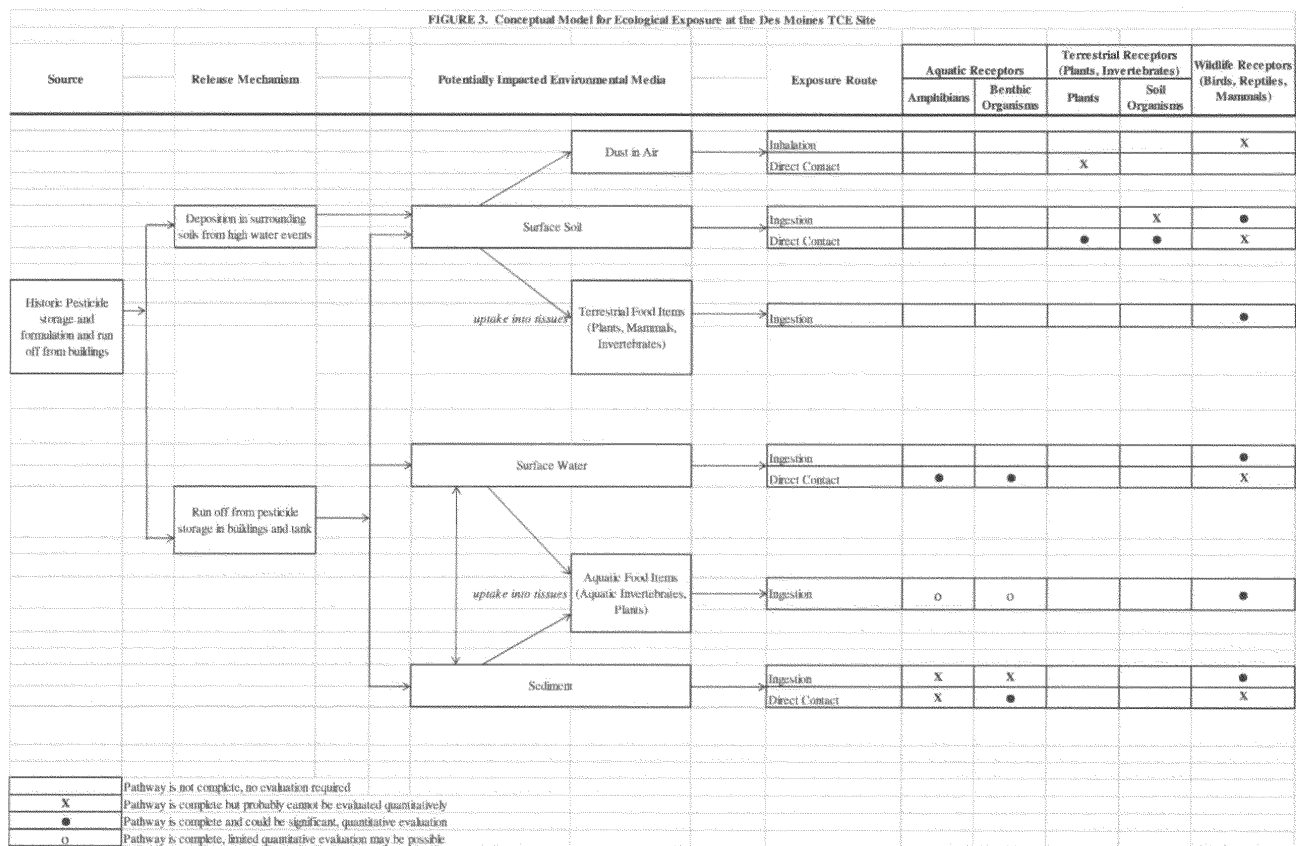 FIGURE 3. Conceptual Model for Ecological Exposure at the Des Moines TCE Site
Source
Release Mechanism
Potentially Impacted Environmental Media
Exposure Route
Aquatic Receptors
Amphibians
Benthic
Organisms
Terrestrial Receptors
(Plants, Invertebrates)
Plants
Soil
Organisms
Wildlife Receptors
(Birds, Reptiles,
Mammals)
Dust in Air
Inhalation X
Direct Contact X
Deposition in surrounding
soils from high water events
Surface Soil
Ingestion X ●
Direct Contact ● ● X
Historic Pesticide
storage and
formulation and run
off from buildings
uptake into tissues
Terrestrial Food Items
(Plants, Mammals,
Invertebrates)
Ingestion ●
Surface Water
Ingestion ●
Direct Contact ● ● X
Run off from pesticide
storage in buildings and tank
uptake into tissues
Aquatic Food Items
(Aquatic Invertebrates,
Plants)
Ingestion o o ●
Sediment
Ingestion X X ●
Direct Contact X ● X
Pathway is not complete, no evaluation required
X Pathway is complete but probably cannot be evaluated quantitatively
● Pathway is complete and could be significant, quantitative evaluation
o Pathway is complete, limited quantitative evaluation may be possible